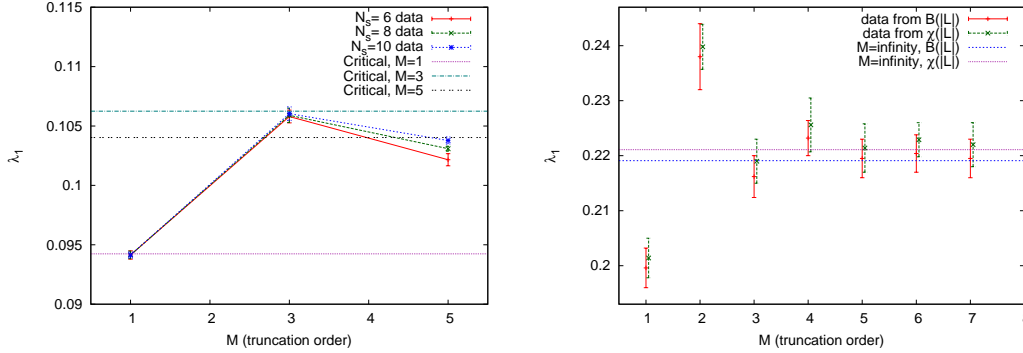 0.115
0.11
0.105
0.1
0.095
0.09
λ₁
1
2
3
4
5
M (truncation order)
Nₛ= 6 data
Nₛ= 8 data
Nₛ=10 data
Critical, M=1
Critical, M=3
Critical, M=5
0.24
0.23
0.22
0.21
0.2
λ₁
1
2
3
4
5
6
7
M (truncation order)
data from B(|L|)
data from χ(|L|)
M=infinity, B(|L|)
M=infinity, χ(|L|)